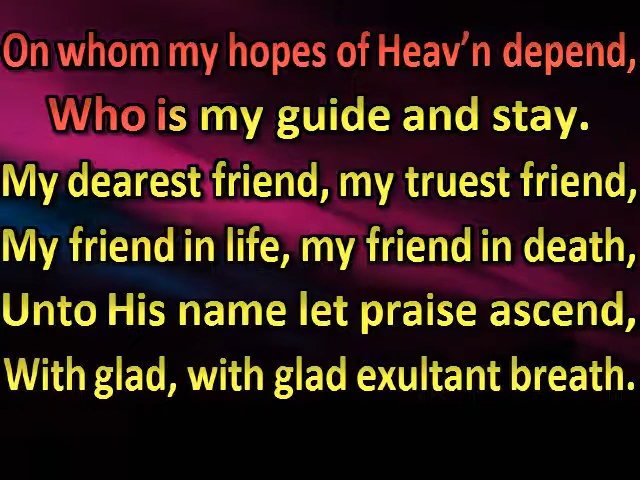 On whom my hopes of Heav’n depend,
Who is my guide and stay.
My dearest friend, my truest friend,
My friend in life, my friend in death,
Unto His name let praise ascend,
With glad, with glad exultant breath.